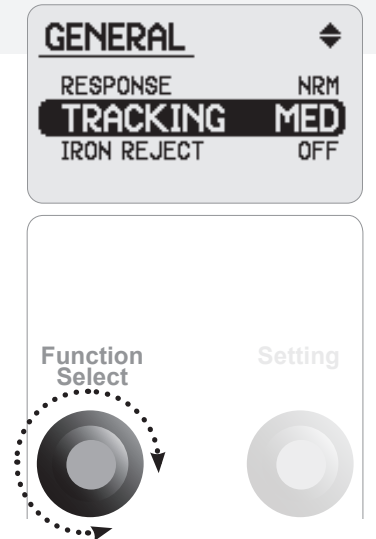 GENERAL
RESPONSE NRM
TRACKING MED
IRON REJECT OFF
Function Setting
Select